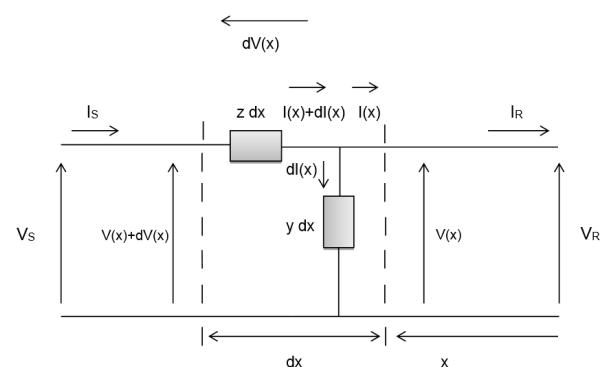 dV(x)
Is z dx I(x)+dI(x) I(x) IR
dI(x)
Vs V(x)+dV(x) y dx V(x) VR
dx x